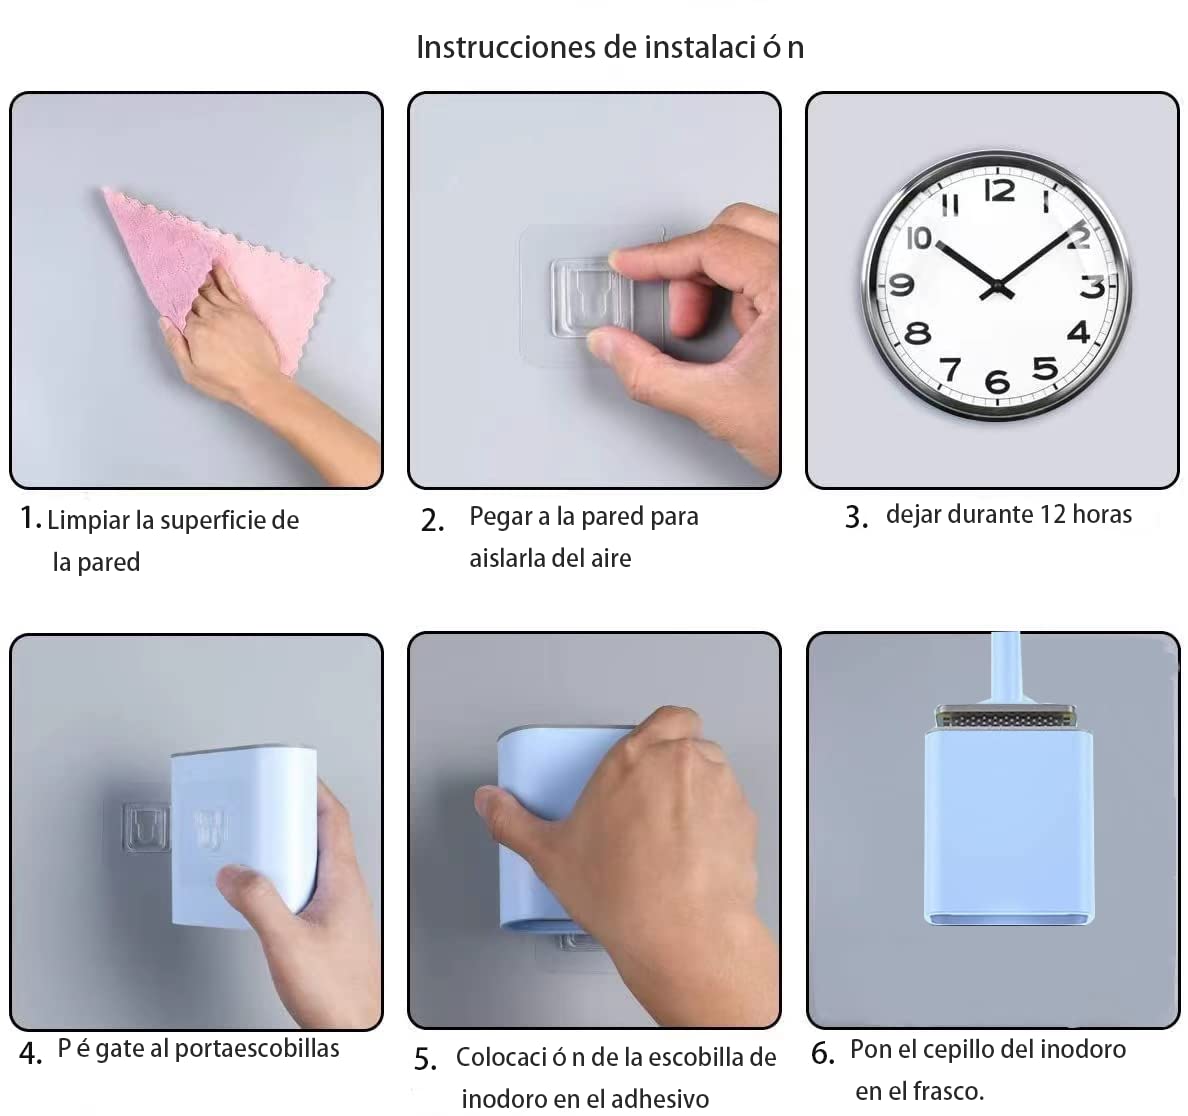 Instrucciones de instalaci ó n
12
11
1
10
2
9
3
8
4
7
5
6
1. Limpiar la superficie de
la pared
2. Pegar a la pared para
aislarla del aire
3. dejar durante 12 horas
4. P é gate al portaescobillas
5. Colocaci ó n de la escobilla de
inodoro en el adhesivo
6. Pon el cepillo del inodoro
en el frasco.